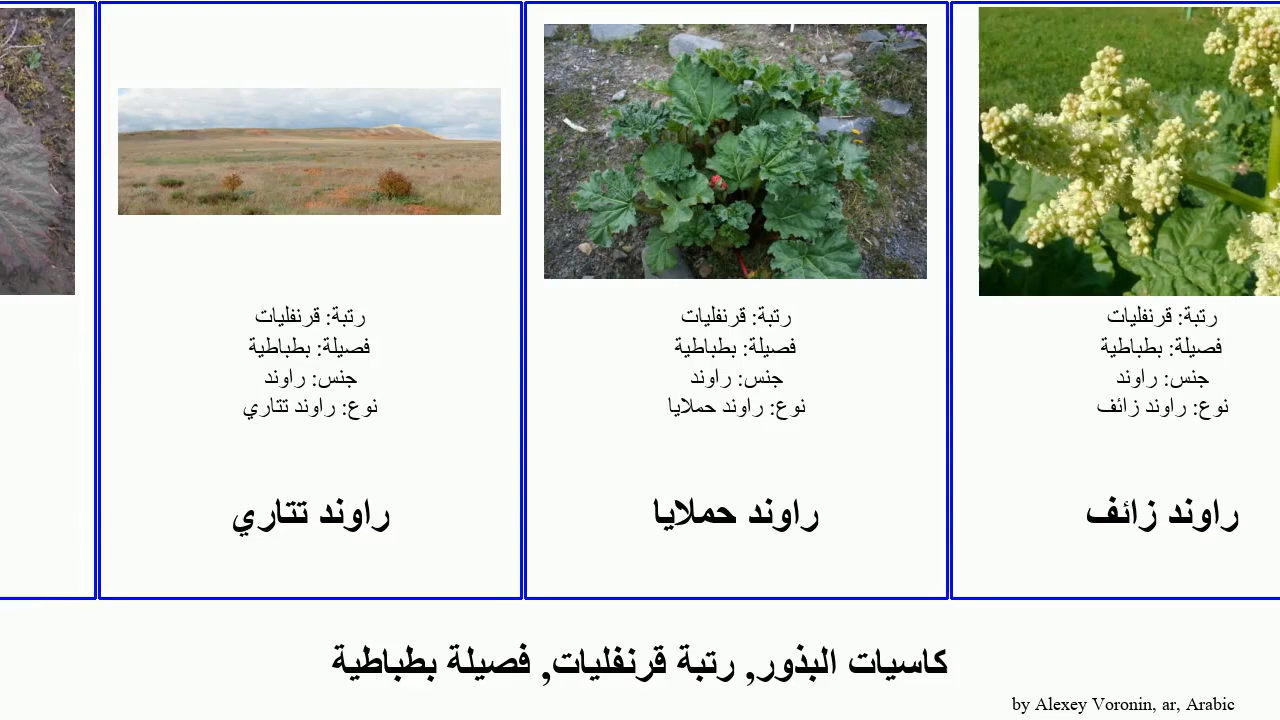 رتبة: قرنفليات
فصيلة: بطباطية
جنس: راوند
نوع: راوند تتاري
راوند تتاري
رتبة: قرنفليات
فصيلة: بطباطية
جنس: راوند
نوع: راوند حملايا
راوند حملايا
رتبة: قرنفليات
فصيلة: بطباطية
جنس: راوند
نوع: راوند زائف
راوند زائف
كاسيات البذور, رتبة قرنفليات, فصيلة بطباطية
by Alexey Voronin, ar, Arabic